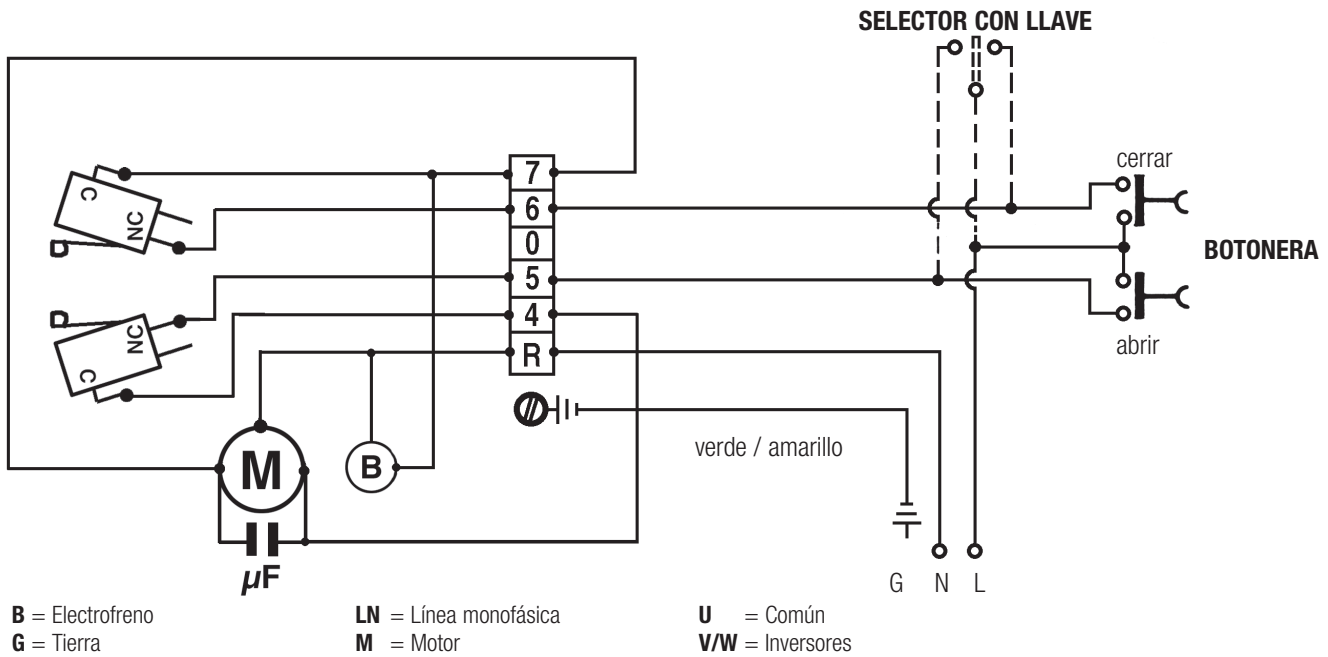 SELECTOR CON LLAVE
cerrar
BOTONERA
abrir
C
NC
NC
C
7
6
0
5
4
R
M
B
µF
verde / amarillo
G N L
B = Electrofreno
G = Tierra
LN = Línea monofásica
M = Motor
U = Común
V/W = Inversores